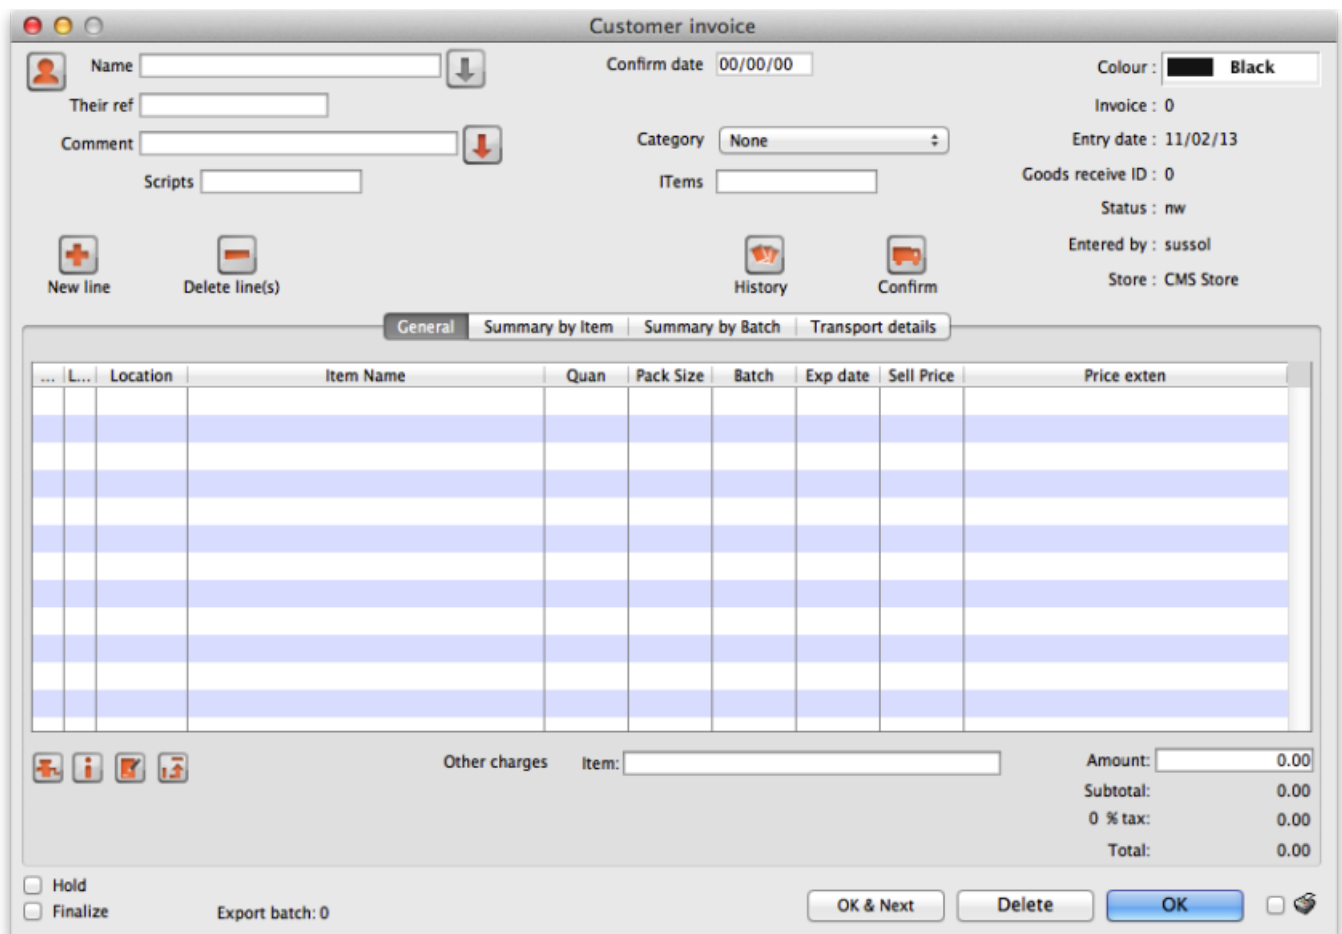 Customer invoice
Name
Confirm date 00/00/00
Colour : Black
Their ref
Invoice : 0
Comment
Category None
Entry date : 11/02/13
Scripts
ITems
Goods receive ID : 0
Status : nw
Entered by : sussol
Store : CMS Store
New line
Delete line(s)
History
Confirm
General Summary by Item Summary by Batch Transport details
... L... Location Item Name Quan Pack Size Batch Exp date Sell Price Price exten
Other charges Item:
Amount: 0.00
Subtotal: 0.00
0 % tax: 0.00
Total: 0.00
Hold
Finalize
Export batch: 0
OK & Next
Delete
OK